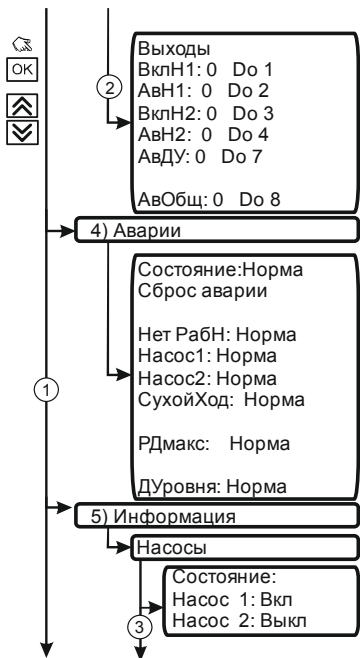 OK
2
Выходы
ВклН1: 0 Do 1
АвН1: 0 Do 2
ВклН2: 0 Do 3
АвН2: 0 Do 4
АвДУ: 0 Do 7
АвОбщ: 0 Do 8
4) Аварии
Состояние:Норма
Сброс аварии
Нет РабН: Норма
Насос1: Норма
Насос2: Норма
СухойХод: Норма
РДмакс: Норма
ДУровня: Норма
1
5) Информация
Насосы
Состояние:
Насос 1: Вкл
Насос 2: Выкл
3